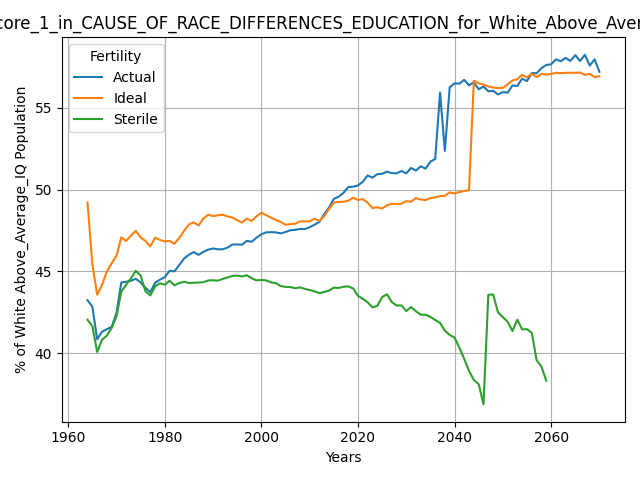 core_1_in_CAUSE_OF_RACE_DIFFERENCES_EDUCATION_for_White_Above_Aver
Fertility
Actual
Ideal
Sterile
% of White Above_Average_IQ Population
55
50
45
40
1960
1980
2000
2020
2040
2060
Years